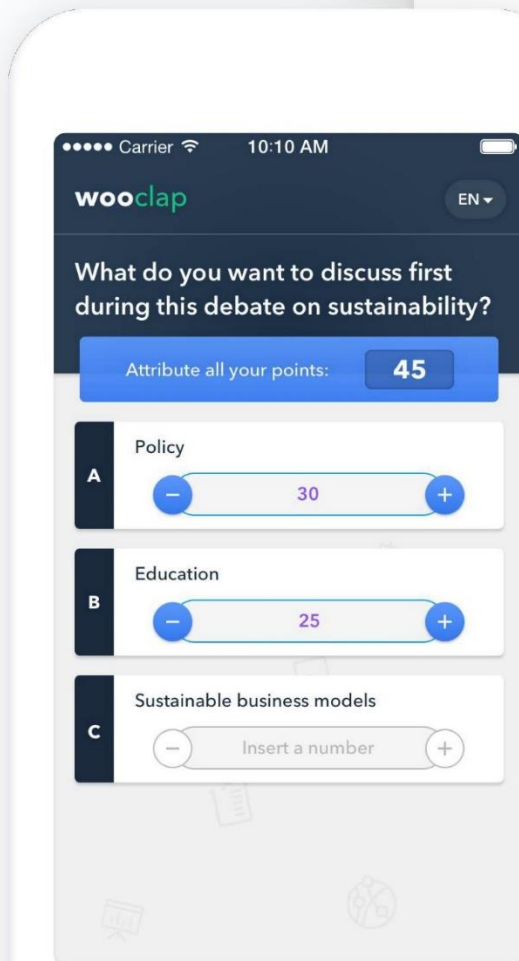 Carrier 10:10 AM
wooclap EN
What do you want to discuss first
during this debate on sustainability?
Attribute all your points: 45
Policy
A
− 30 +
Education
B
− 25 +
Sustainable business models
C
− Insert a number +